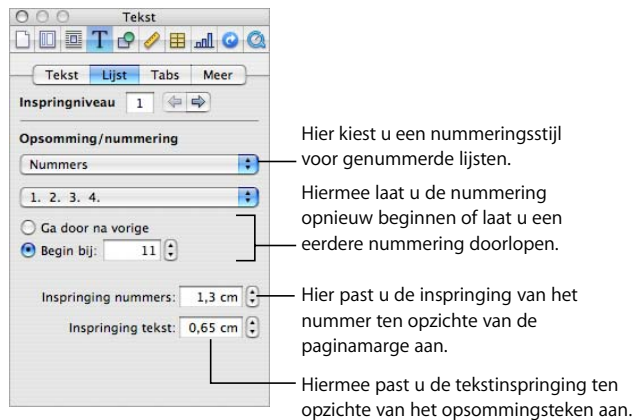 Tekst
Tekst Lijst Tabs Meer
Inspringniveau 1
Opsomming/nummering
Nummers
1. 2. 3. 4.
Ga door na vorige
Begin bij: 11
Inspringing nummers: 1,3 cm
Inspringing tekst: 0,65 cm
Hier kiest u een nummeringsstijl
voor genummerde lijsten.
Hiermee laat u de nummering
opnieuw beginnen of laat u een
eerdere nummering doorlopen.
Hier past u de inspringing van het
nummer ten opzichte van de
paginamarge aan.
Hiermee past u de tekstinspringing ten
opzichte van het opsommingsteken aan.